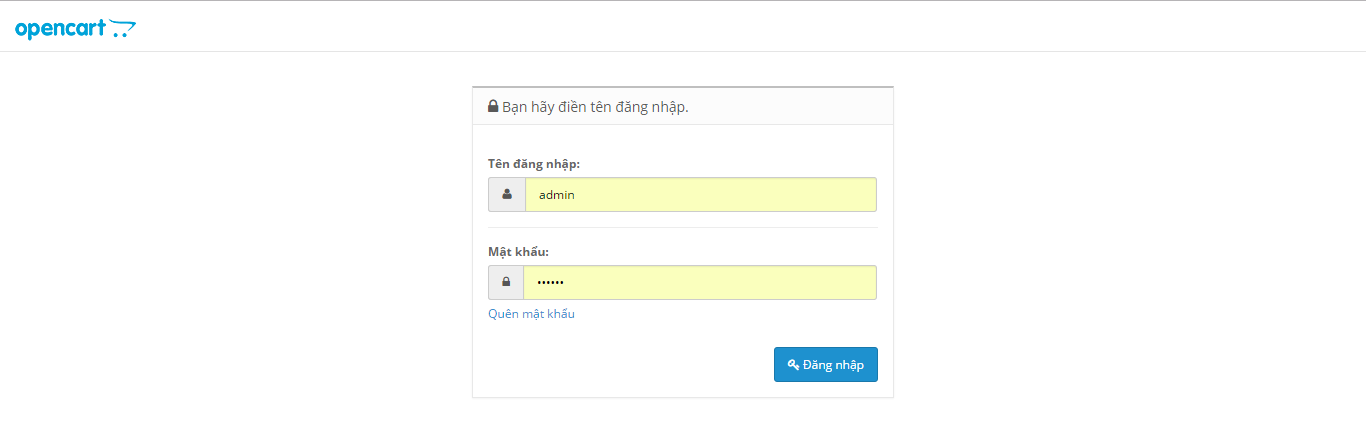 opencart
Bạn hãy điền tên đăng nhập.
Tên đăng nhập:
admin
Mật khẩu:
••••••
Quên mật khẩu
Đăng nhập